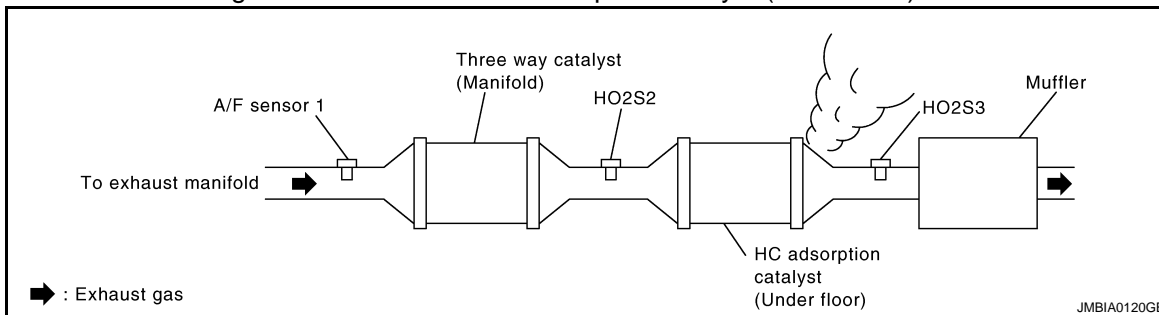 Three way catalyst
(Manifold)
A/F sensor 1
HO2S2
Muffler
HO2S3
To exhaust manifold
HC adsorption
catalyst
(Under floor)
: Exhaust gas